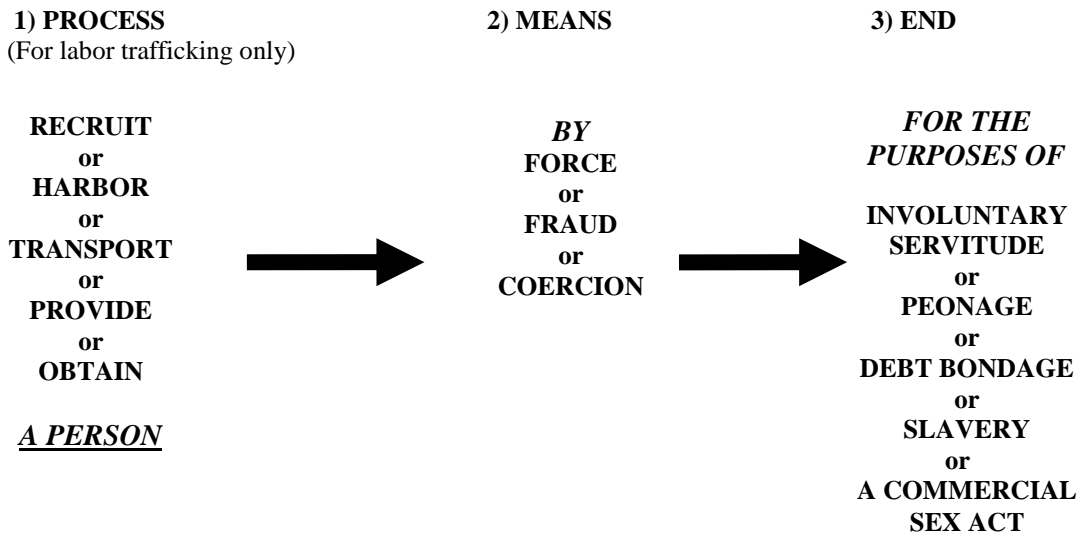 1) PROCESS
(For labor trafficking only)
RECRUIT
or
HARBOR
or
TRANSPORT
or
PROVIDE
or
OBTAIN
A PERSON
2) MEANS
BY
FORCE
or
FRAUD
or
COERCION
3) END
FOR THE
PURPOSES OF
INVOLUNTARY
SERVITUDE
or
PEONAGE
or
DEBT BONDAGE
or
SLAVERY
or
A COMMERCIAL
SEX ACT